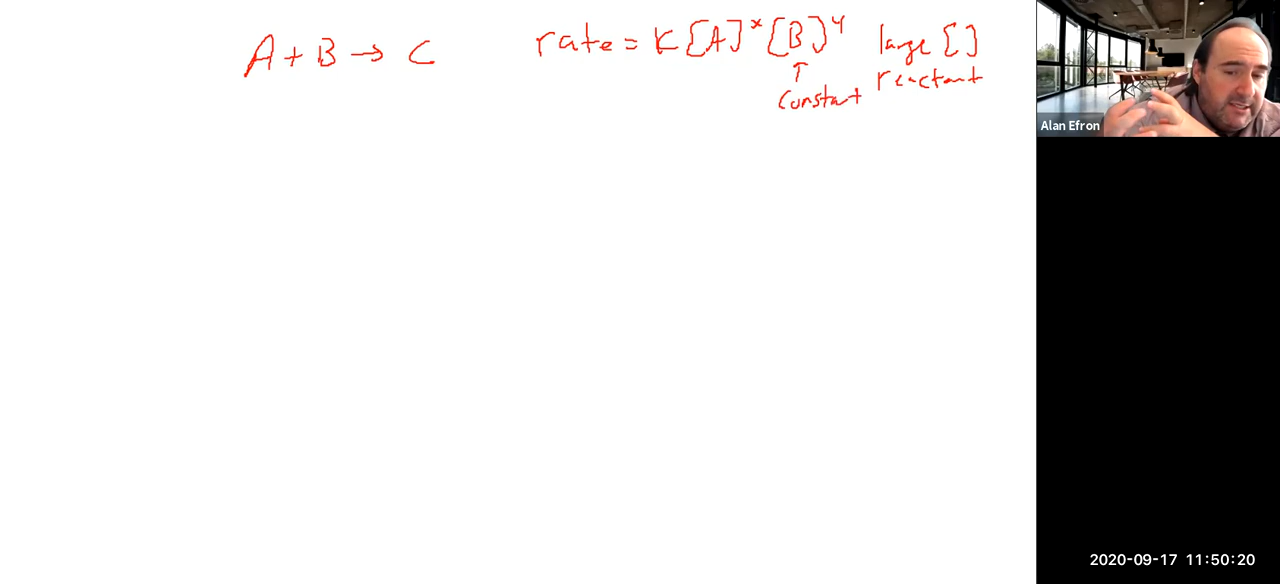 A + B → C
rate = K[A]^x [B]^y
large [ ]
reactant
↑
constant
Alan Efron
2020-09-17 11:50:20